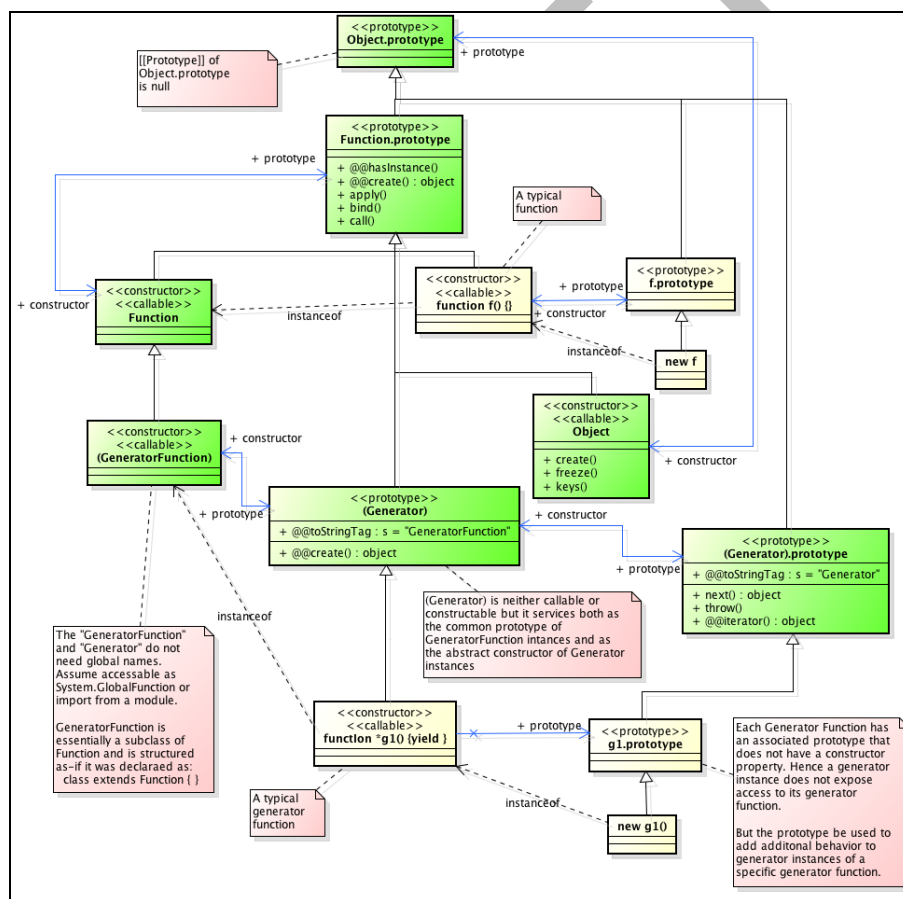 <<prototype>>
Object.prototype
+ prototype
[[Prototype]] of
Object.prototype
is null
<<prototype>>
Function.prototype
+ @@hasInstance()
+ @@create() : object
+ apply()
+ bind()
+ call()
+ prototype
A typical
function
<<constructor>>
<<callable>>
Function
+ constructor
<<constructor>>
<<callable>>
function f() {}
instanceof
+ prototype
+ constructor
<<prototype>>
f.prototype
instanceof
new f
<<constructor>>
<<callable>>
Object
+ create()
+ freeze()
+ keys()
+ constructor
<<constructor>>
<<callable>>
(GeneratorFunction)
+ constructor
+ prototype
<<prototype>>
(Generator)
+ @@toStringTag : s = "GeneratorFunction"
+ @@create() : object
+ constructor
+ prototype
<<prototype>>
(Generator).prototype
+ @@toStringTag : s = "Generator"
+ next() : object
+ throw()
+ @@iterator() : object
instanceof
(Generator) is neither callable or
constructable but it services both as
the common prototype of
GeneratorFunction intances and as
the abstract constructor of Generator
instances
The "GeneratorFunction"
and "Generator" do not
need global names.
Assume accessable as
System.GlobalFunction or
import from a module.
GeneratorFunction is
essentially a subclass of
Function and is structured
as-if it was declaraed as:
class extends Function { }
<<constructor>>
<<callable>>
function *g1() {yield }
+ prototype
<<prototype>>
g1.prototype
A typical
generator
function
instanceof
new g1()
Each Generator Function has
an associated prototype that
does not have a constructor
property. Hence a generator
instance does not expose
access to its generator
function.
But the prototype be used to
add additonal behavior to
generator instances of a
specific generator function.